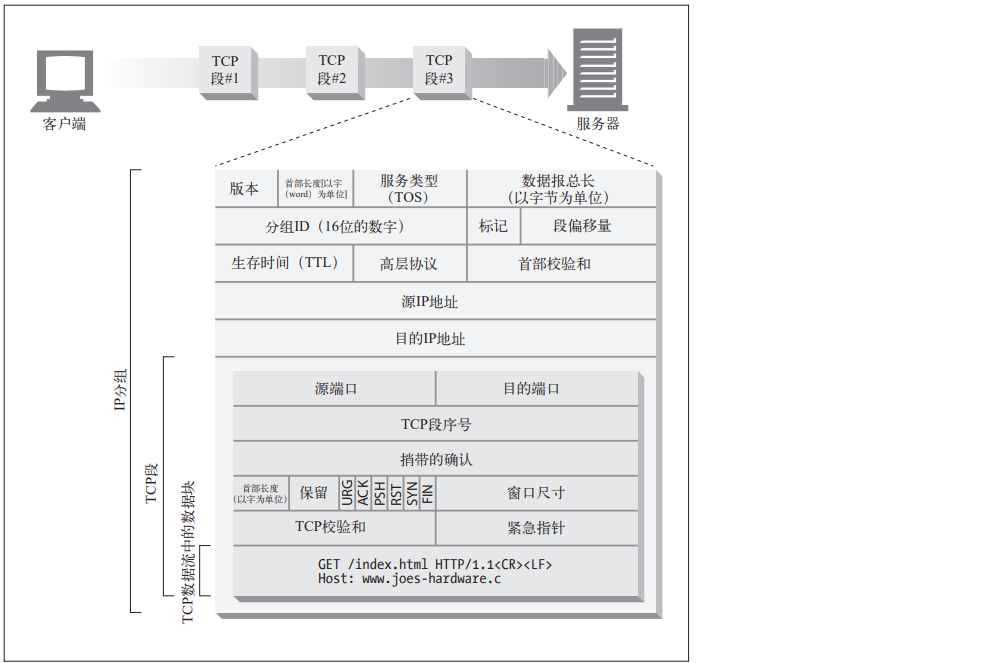 TCP
段#1
TCP
段#2
TCP
段#3
客户端
服务器
版本
首部长度[以字
(word) 为单位]
服务类型
(TOS)
数据报总长
(以字节为单位)
分组ID(16位的数字)
标记
段偏移量
生存时间(TTL)
高层协议
首部校验和
源IP地址
目的IP地址
IP分组
TCP段
TCP数据流中的数据块
源端口
目的端口
TCP段序号
捎带的确认
首部长度
(以字为单位)
保留
URG
ACK
PSH
RST
SYN
FIN
窗口尺寸
TCP校验和
紧急指针
GET /index.html HTTP/1.1<CR><LF>
Host: www.joes-hardware.c